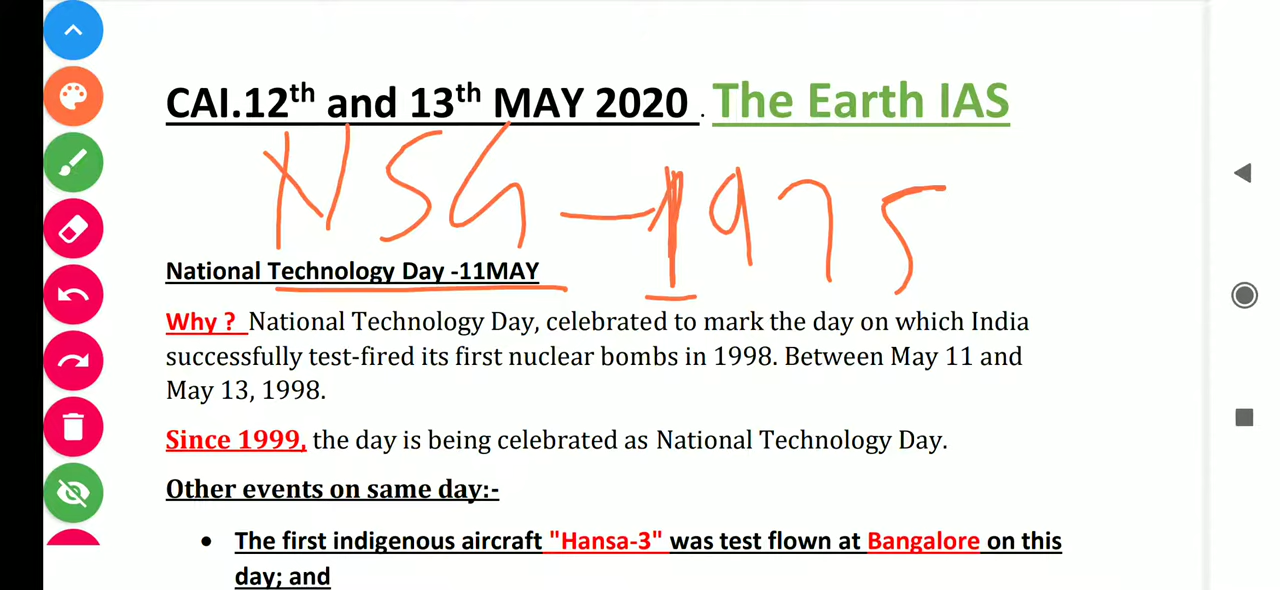 CAI.12th and 13th MAY 2020 . The Earth IAS
NSG - 1975
National Technology Day -11MAY
Why ? National Technology Day, celebrated to mark the day on which India
successfully test-fired its first nuclear bombs in 1998. Between May 11 and
May 13, 1998.
Since 1999, the day is being celebrated as National Technology Day.
Other events on same day:-
• The first indigenous aircraft "Hansa-3" was test flown at Bangalore on this
day; and